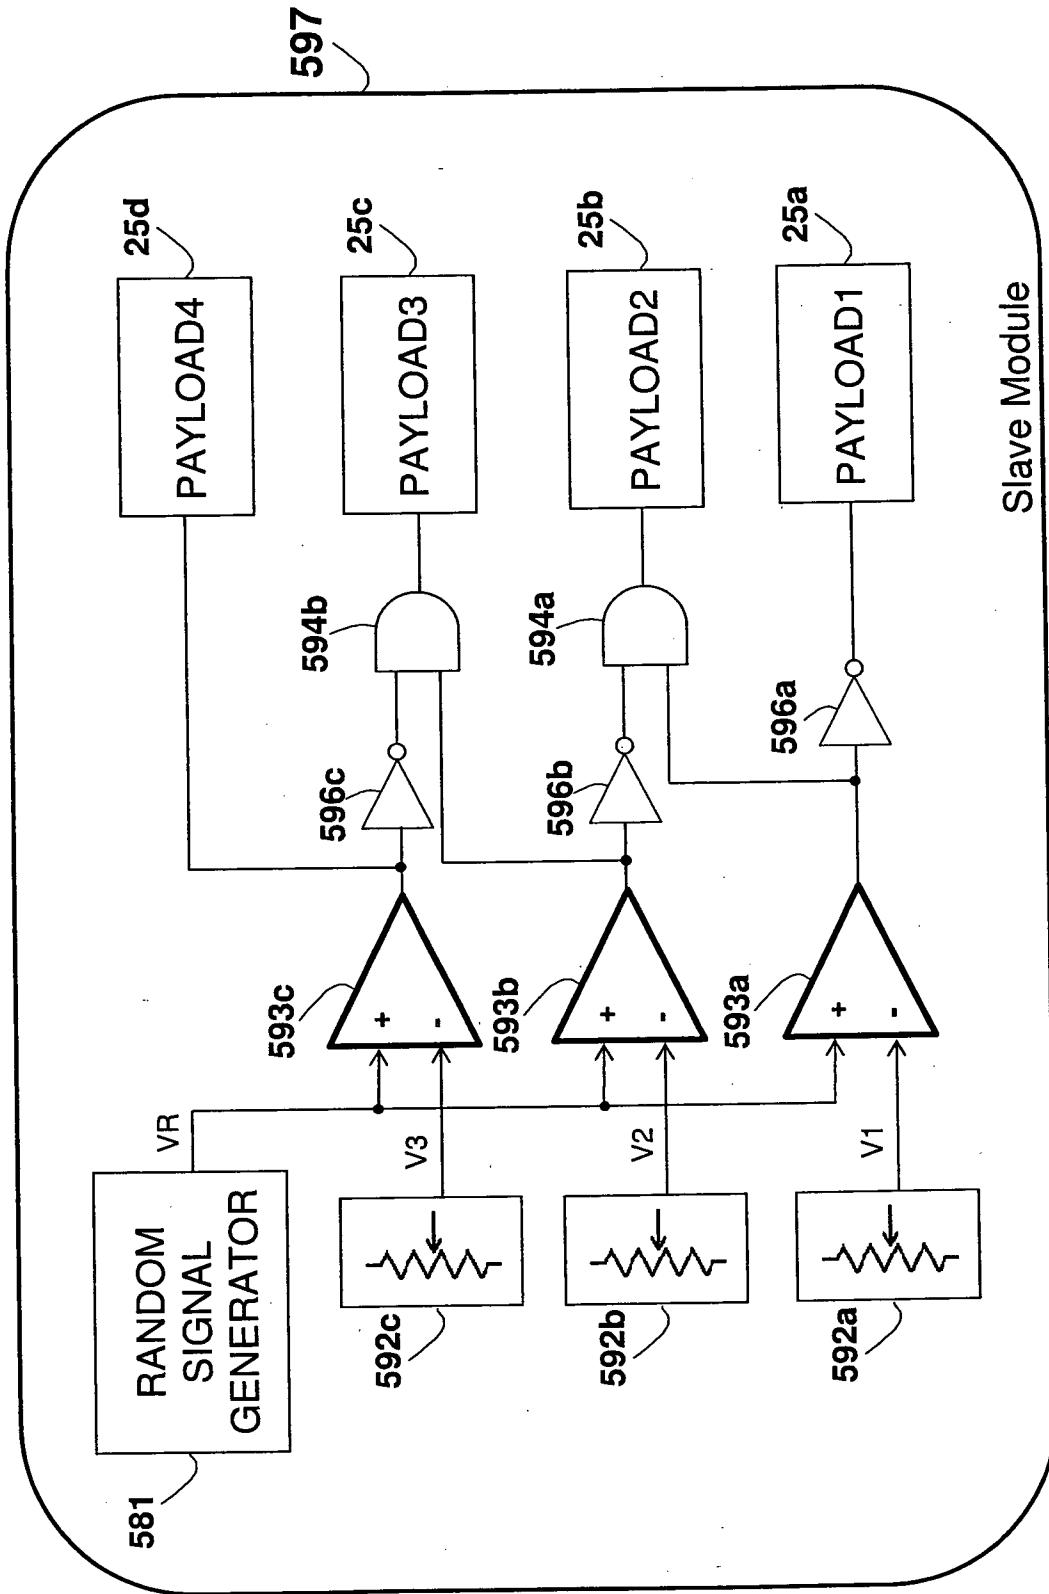 597
25d
25c
25b
25a
PAYLOAD4
PAYLOAD3
PAYLOAD2
PAYLOAD1
594b
594a
596c
596b
596a
593c
593b
593a
+
-
+
-
+
-
VR
V3
V2
V1
RANDOM
SIGNAL
GENERATOR
581
592c
592b
592a
Slave Module